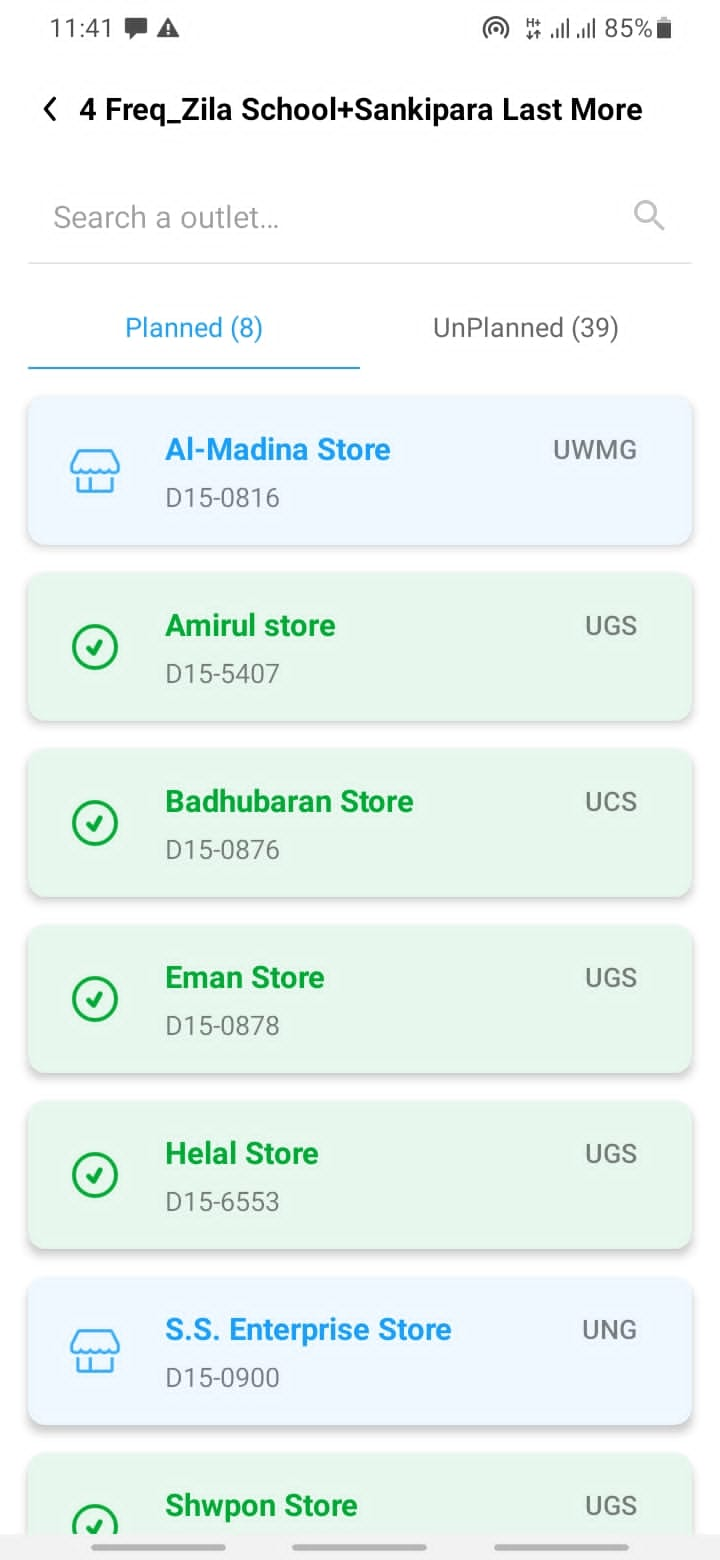 11:41 H+ 85%
4 Freq_Zila School+Sankipara Last More
Search a outlet...
Planned (8) UnPlanned (39)
Al-Madina Store UWMG
D15-0816
Amirul store UGS
D15-5407
Badhubaran Store UCS
D15-0876
Eman Store UGS
D15-0878
Helal Store UGS
D15-6553
S.S. Enterprise Store UNG
D15-0900
Shwpon Store UGS